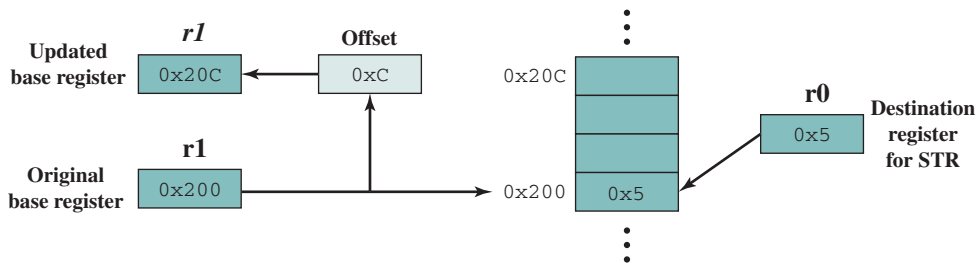 Updated
base register
r1
0x20C
Offset
0xC
Original
base register
r1
0x200
0x20C
0x200
0x5
r0
0x5
Destination
register
for STR